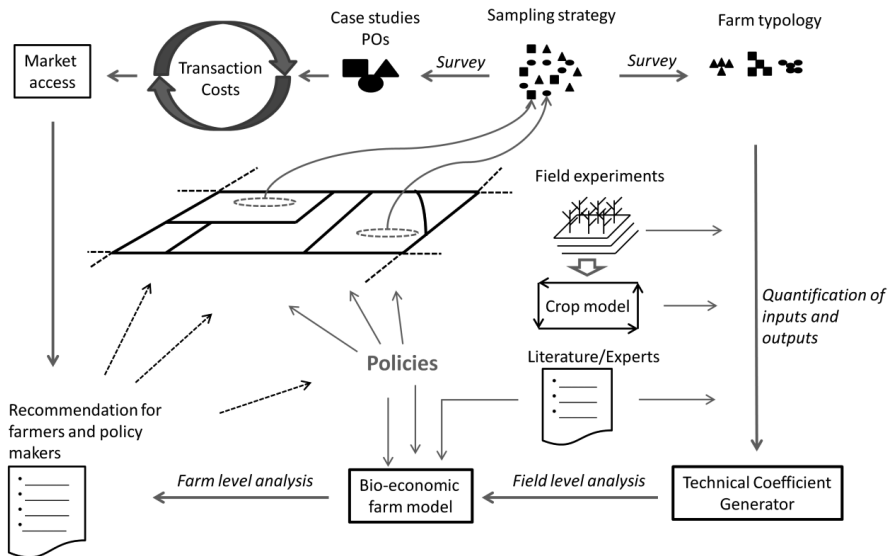 Case studies
POs
Sampling strategy
Farm typology
Market
access
Transaction
Costs
Survey
Survey
Field experiments
Crop model
Quantification of
inputs and
outputs
Policies
Literature/Experts
Recommendation for
farmers and policy
makers
Farm level analysis
Bio-economic
farm model
Field level analysis
Technical Coefficient
Generator